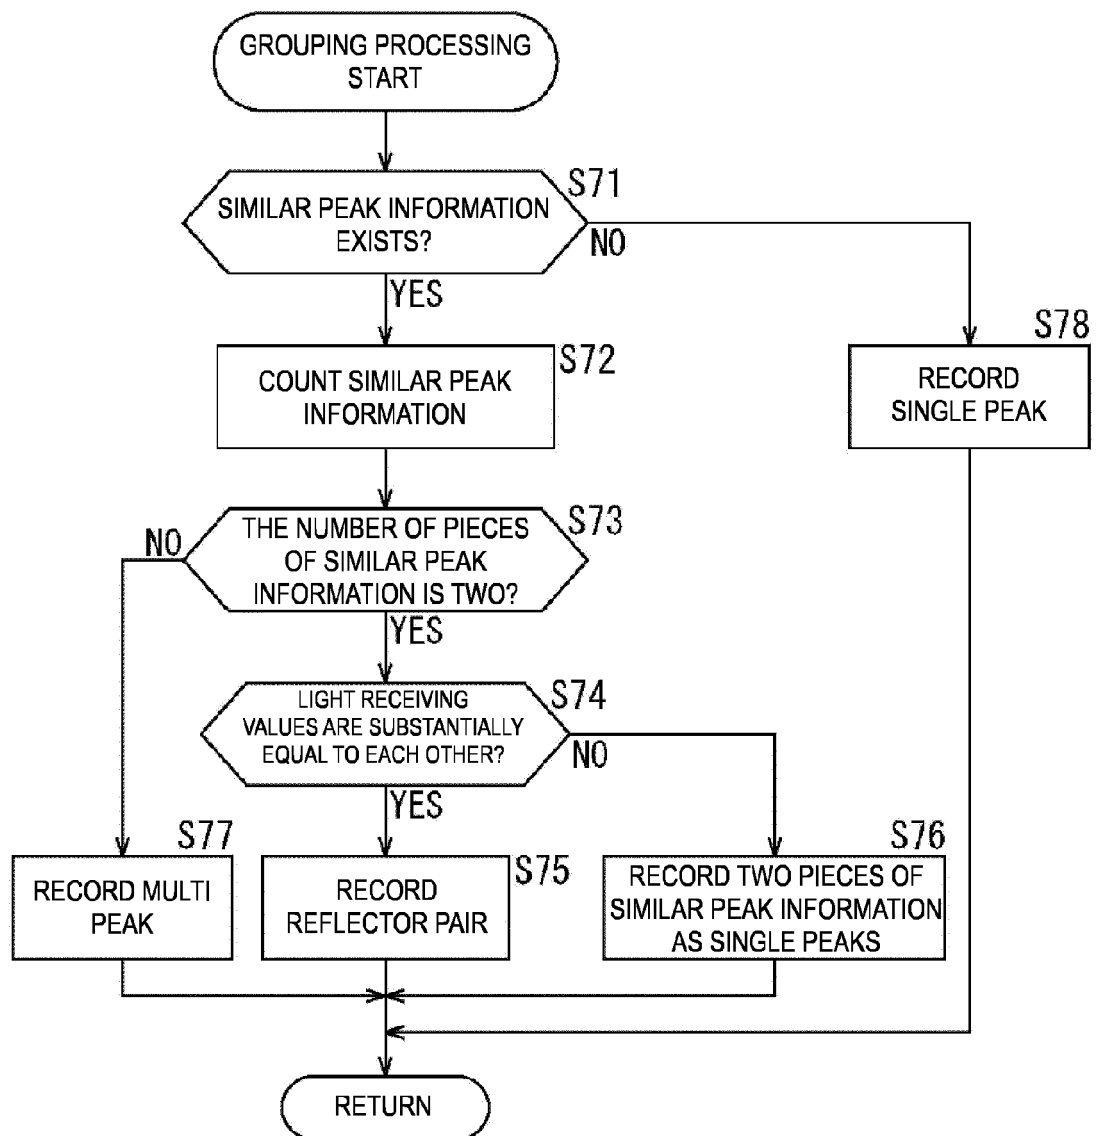 GROUPING PROCESSING
START
S71
SIMILAR PEAK INFORMATION
EXISTS?
NO
YES
S72
COUNT SIMILAR PEAK
INFORMATION
S78
RECORD
SINGLE PEAK
S73
THE NUMBER OF PIECES
OF SIMILAR PEAK
INFORMATION IS TWO?
NO
YES
S74
LIGHT RECEIVING
VALUES ARE SUBSTANTIALLY
EQUAL TO EACH OTHER?
NO
YES
S77
RECORD MULTI
PEAK
S75
RECORD
REFLECTOR PAIR
S76
RECORD TWO PIECES OF
SIMILAR PEAK INFORMATION
AS SINGLE PEAKS
RETURN